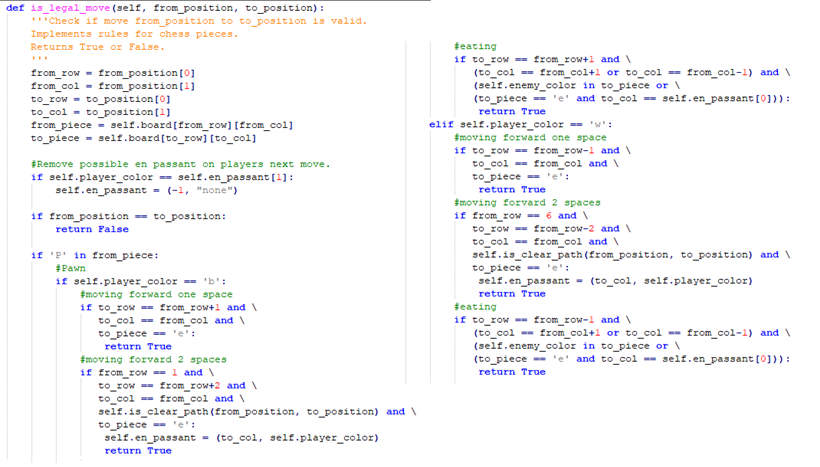 def is_legal_move(self, from_position, to_position):
    '''Check if move from_position to to_position is valid.
    Implements rules for chess pieces.
    Returns True or False.
    '''
    from_row = from_position[0]
    from_col = from_position[1]
    to_row = to_position[0]
    to_col = to_position[1]
    from_piece = self.board[from_row][from_col]
    to_piece = self.board[to_row][to_col]

    #Remove possible en passant on players next move.
    if self.player_color == self.en_passant[1]:
        self.en_passant = (-1, "none")

    if from_position == to_position:
        return False

    if 'P' in from_piece:
        #Pawn
        if self.player_color == 'b':
            #moving forward one space
            if to_row == from_row+1 and \
               to_col == from_col and \
               to_piece == 'e':
                return True
            #moving forvard 2 spaces
            if from_row == 1 and \
               to_row == from_row+2 and \
               to_col == from_col and \
               self.is_clear_path(from_position, to_position) and \
               to_piece == 'e':
                self.en_passant = (to_col, self.player_color)
                return True
            #eating
            if to_row == from_row+1 and \
               (to_col == from_col+1 or to_col == from_col-1) and \
               (self.enemy_color in to_piece or \
               (to_piece == 'e' and to_col == self.en_passant[0])):
                return True
        elif self.player_color == 'w':
            #moving forward one space
            if to_row == from_row-1 and \
               to_col == from_col and \
               to_piece == 'e':
                return True
            #moving forvard 2 spaces
            if from_row == 6 and \
               to_row == from_row-2 and \
               to_col == from_col and \
               self.is_clear_path(from_position, to_position) and \
               to_piece == 'e':
                self.en_passant = (to_col, self.player_color)
                return True
            #eating
            if to_row == from_row-1 and \
               (to_col == from_col+1 or to_col == from_col-1) and \
               (self.enemy_color in to_piece or \
               (to_piece == 'e' and to_col == self.en_passant[0])):
                return True